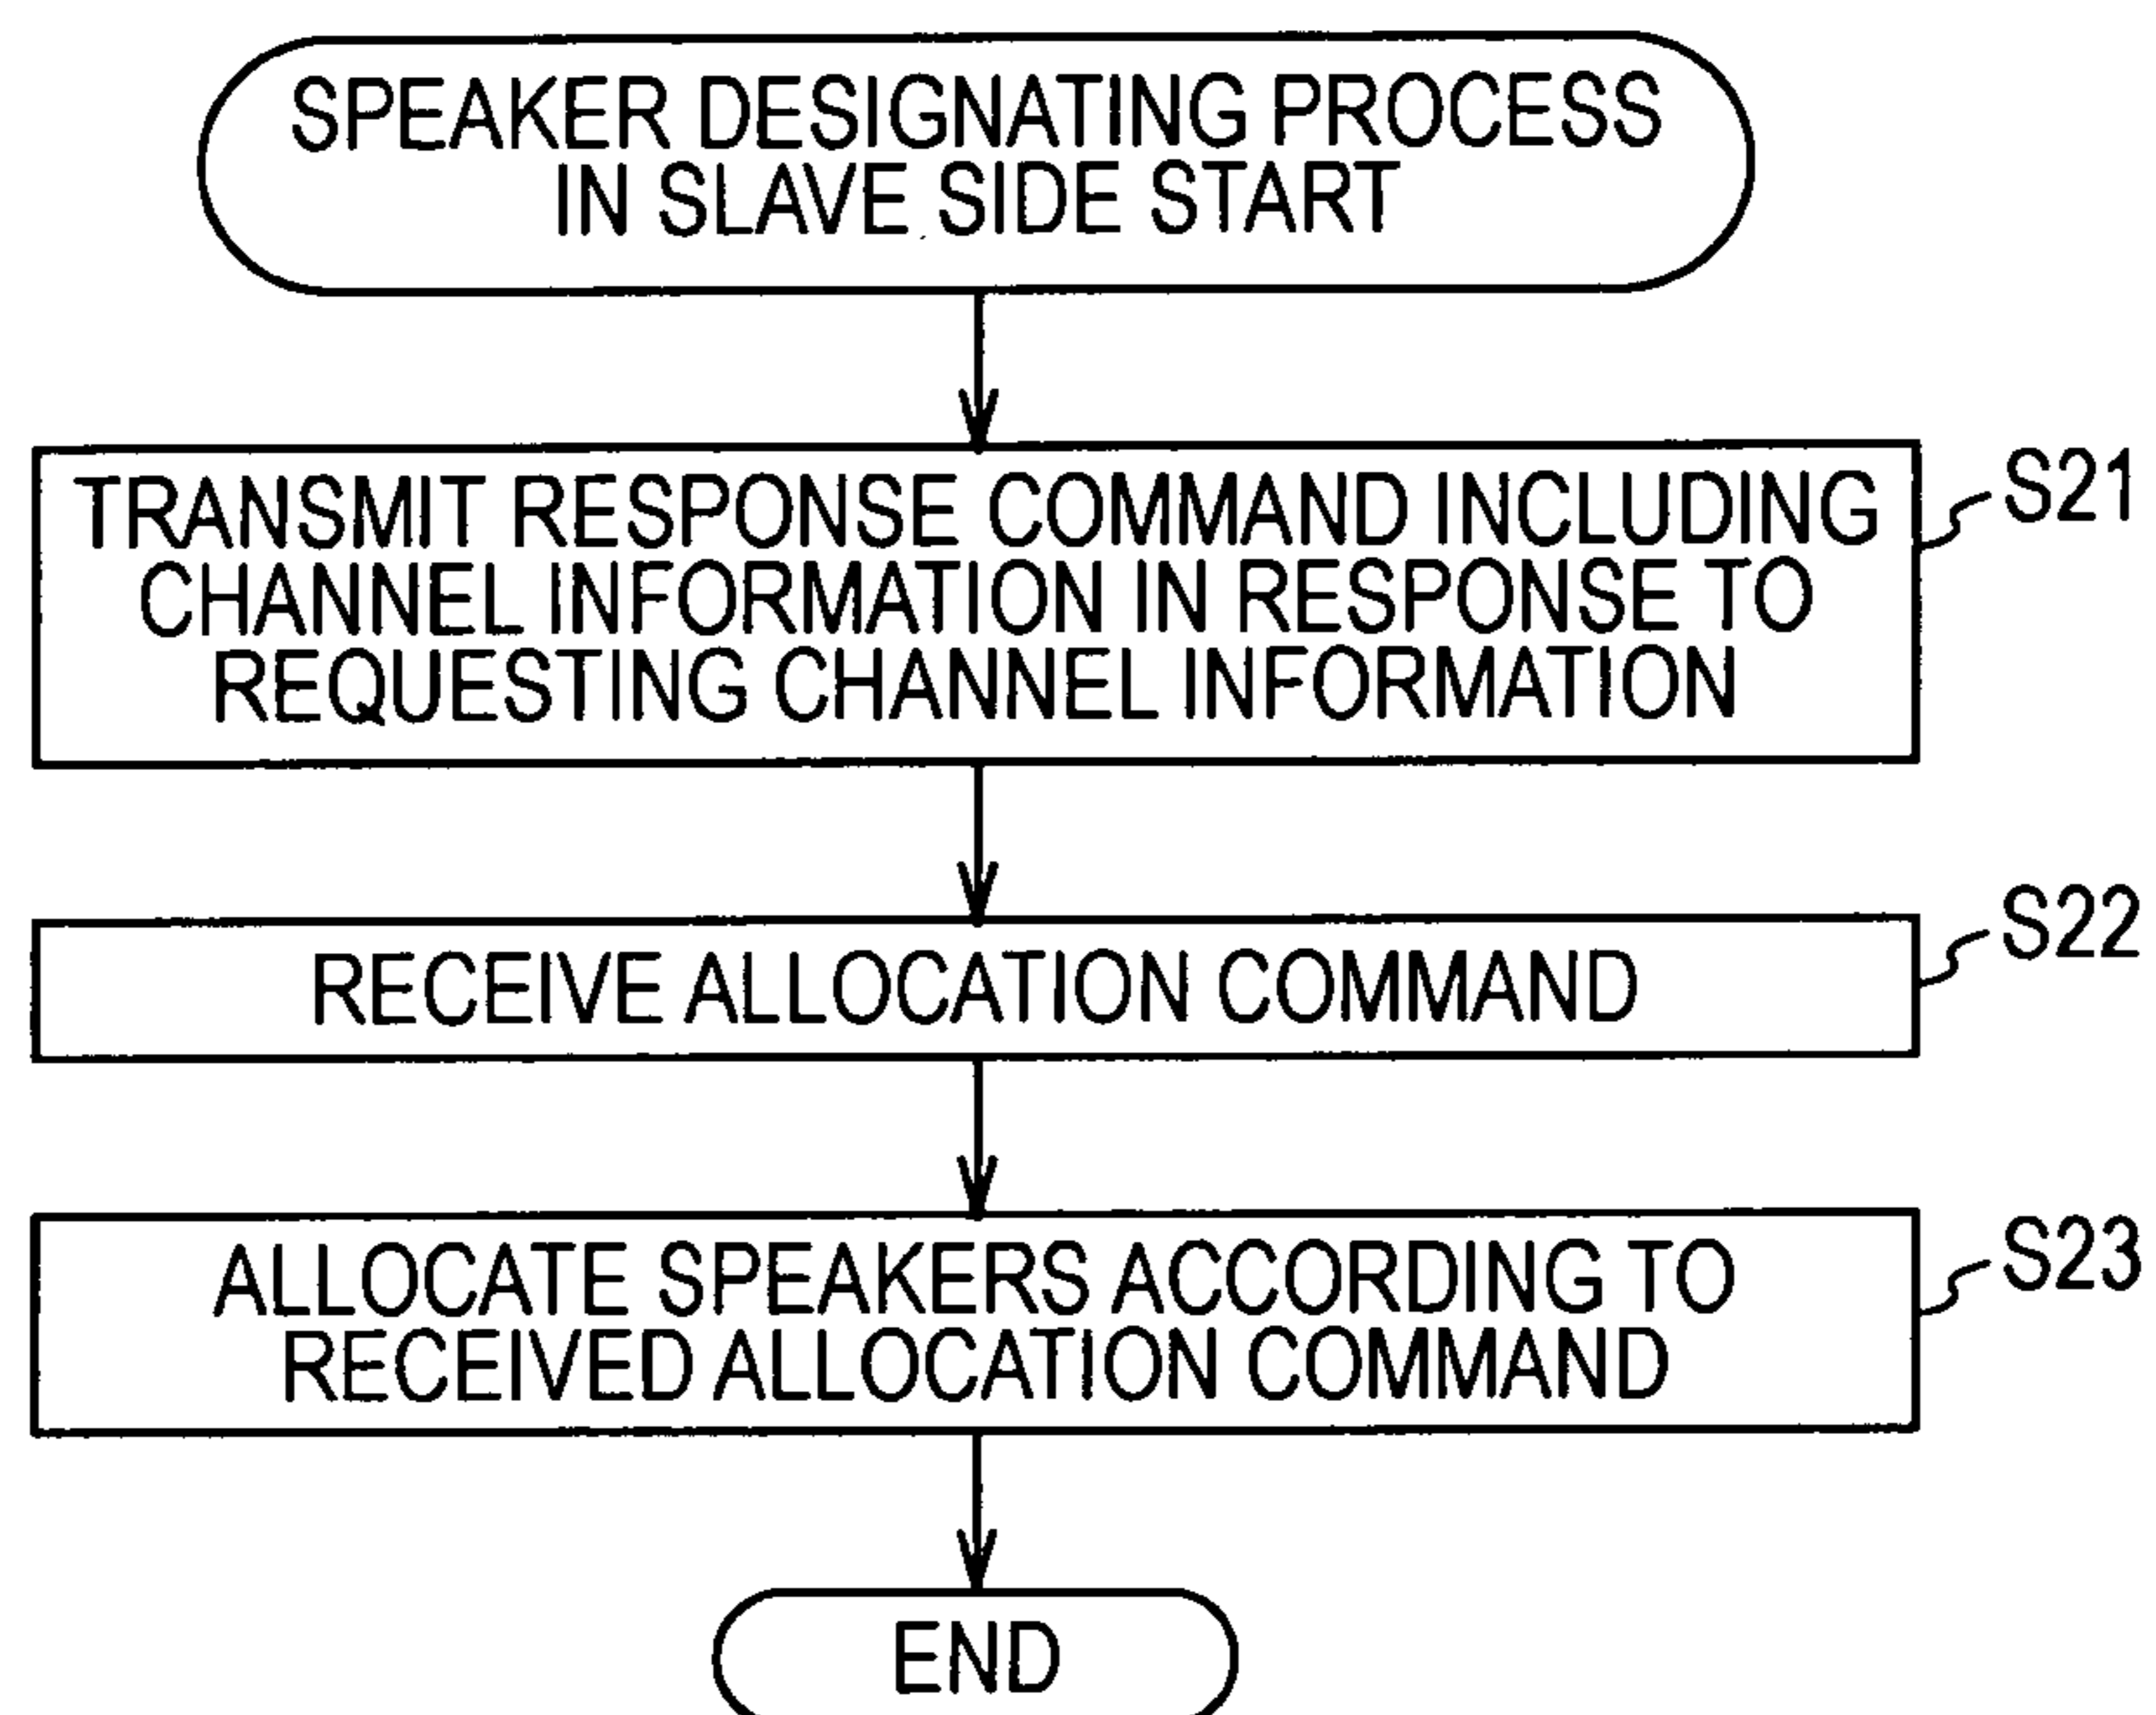 SPEAKER DESIGNATING PROCESS
IN SLAVE SIDE START
TRANSMIT RESPONSE COMMAND INCLUDING
CHANNEL INFORMATION IN RESPONSE TO
REQUESTING CHANNEL INFORMATION
S21
RECEIVE ALLOCATION COMMAND
S22
ALLOCATE SPEAKERS ACCORDING TO
RECEIVED ALLOCATION COMMAND
S23
END